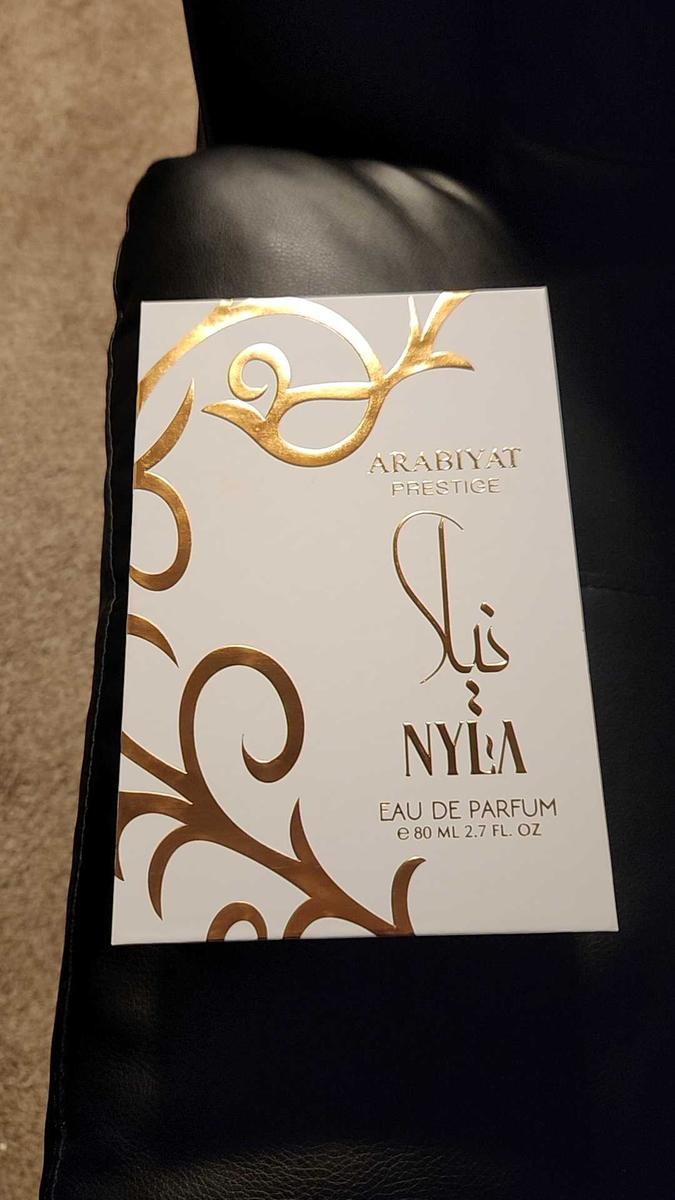 ARABIYAT
PRESTIGE
نيلا
NYLA
EAU DE PARFUM
℮ 80 ML 2.7 FL. OZ